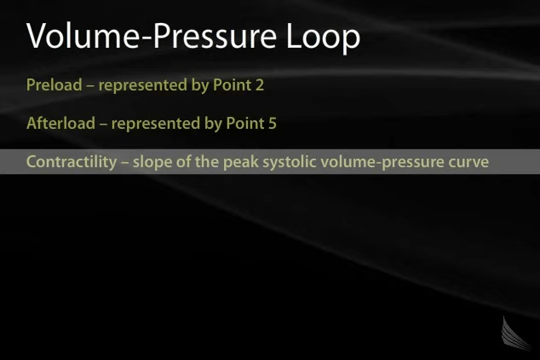 Volume-Pressure Loop
Preload – represented by Point 2
Afterload – represented by Point 5
Contractility – slope of the peak systolic volume-pressure curve